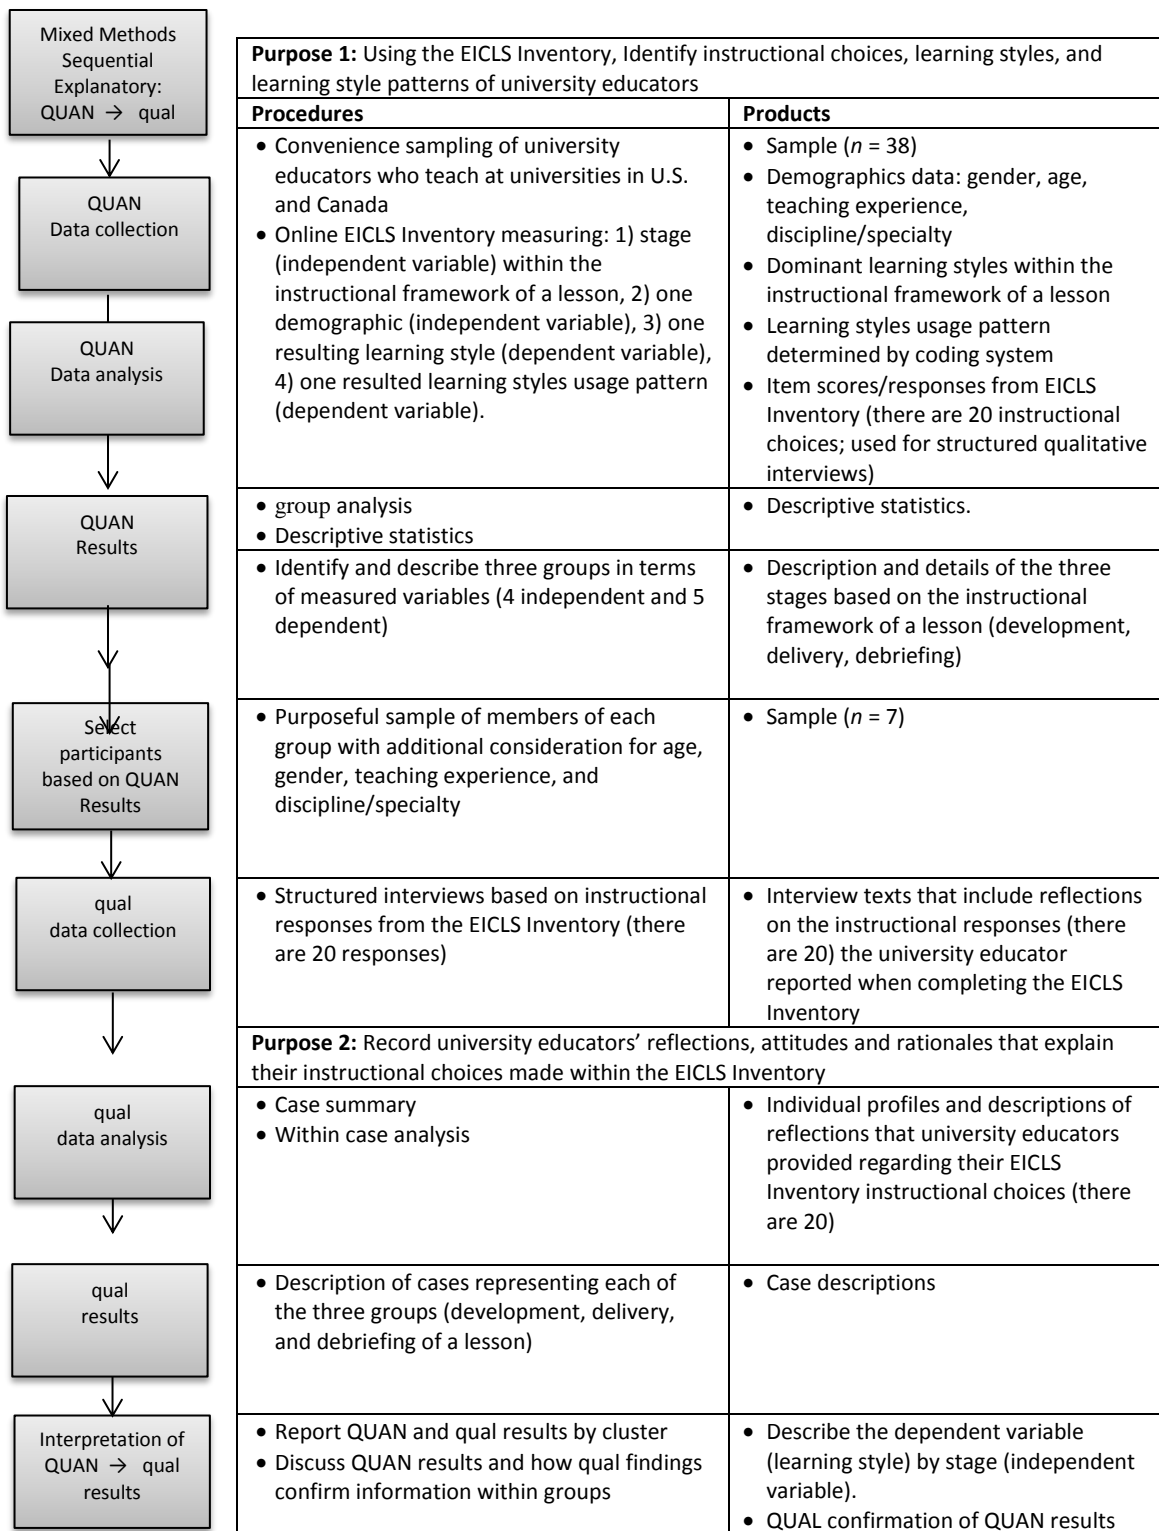 Mixed Methods
Sequential
Explanatory:
QUAN → qual
QUAN
Data collection
QUAN
Data analysis
QUAN
Results
Select
participants
based on QUAN
Results
qual
data collection
qual
data analysis
qual
results
Interpretation of
QUAN → qual
results
Purpose 1: Using the EICLS Inventory, Identify instructional choices, learning styles, and
learning style patterns of university educators
Procedures
Products
• Convenience sampling of university
educators who teach at universities in U.S.
and Canada
• Online EICLS Inventory measuring: 1) stage
(independent variable) within the
instructional framework of a lesson, 2) one
demographic (independent variable), 3) one
resulting learning style (dependent variable),
4) one resulted learning styles usage pattern
(dependent variable).
• Sample (n = 38)
• Demographics data: gender, age,
teaching experience,
discipline/specialty
• Dominant learning styles within the
instructional framework of a lesson
• Learning styles usage pattern
determined by coding system
• Item scores/responses from EICLS
Inventory (there are 20 instructional
choices; used for structured qualitative
interviews)
• group analysis
• Descriptive statistics
• Descriptive statistics.
• Identify and describe three groups in terms
of measured variables (4 independent and 5
dependent)
• Description and details of the three
stages based on the instructional
framework of a lesson (development,
delivery, debriefing)
• Purposeful sample of members of each
group with additional consideration for age,
gender, teaching experience, and
discipline/specialty
• Sample (n = 7)
• Structured interviews based on instructional
responses from the EICLS Inventory (there
are 20 responses)
• Interview texts that include reflections
on the instructional responses (there
are 20) the university educator
reported when completing the EICLS
Inventory
Purpose 2: Record university educators’ reflections, attitudes and rationales that explain
their instructional choices made within the EICLS Inventory
• Case summary
• Within case analysis
• Individual profiles and descriptions of
reflections that university educators
provided regarding their EICLS
Inventory instructional choices (there
are 20)
• Description of cases representing each of
the three groups (development, delivery,
and debriefing of a lesson)
• Case descriptions
• Report QUAN and qual results by cluster
• Discuss QUAN results and how qual findings
confirm information within groups
• Describe the dependent variable
(learning style) by stage (independent
variable).
• QUAL confirmation of QUAN results